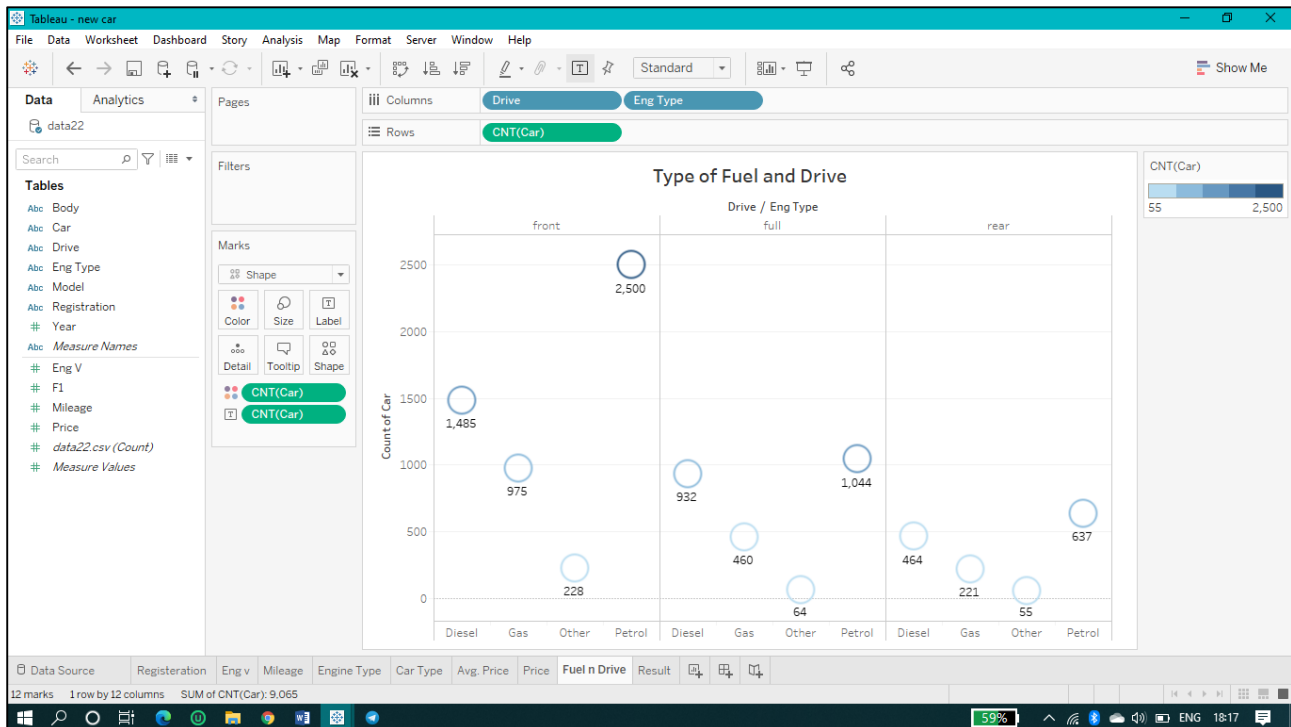 Tableau - new car
File Data Worksheet Dashboard Story Analysis Map Format Server Window Help
Standard
Show Me
Data Analytics
data22
Search
Tables
Abc Body
Abc Car
Abc Drive
Abc Eng Type
Abc Model
Abc Registration
# Year
Abc Measure Names
# Eng V
# F1
# Mileage
# Price
# data22.csv (Count)
# Measure Values
Pages
Filters
Marks
Shape
Color Size Label
Detail Tooltip Shape
CNT(Car)
CNT(Car)
Columns Drive Eng Type
Rows CNT(Car)
Type of Fuel and Drive
Drive / Eng Type
front full rear
Count of Car
2500
2000
1500
1000
500
0
1,485
975
228
2,500
932
460
64
1,044
464
221
55
637
Diesel Gas Other Petrol Diesel Gas Other Petrol Diesel Gas Other Petrol
CNT(Car)
55 2,500
Data Source Registeration Eng v Mileage Engine Type Car Type Avg. Price Price Fuel n Drive Result
12 marks 1 row by 12 columns SUM of CNT(Car): 9,065
59% ENG 18:17